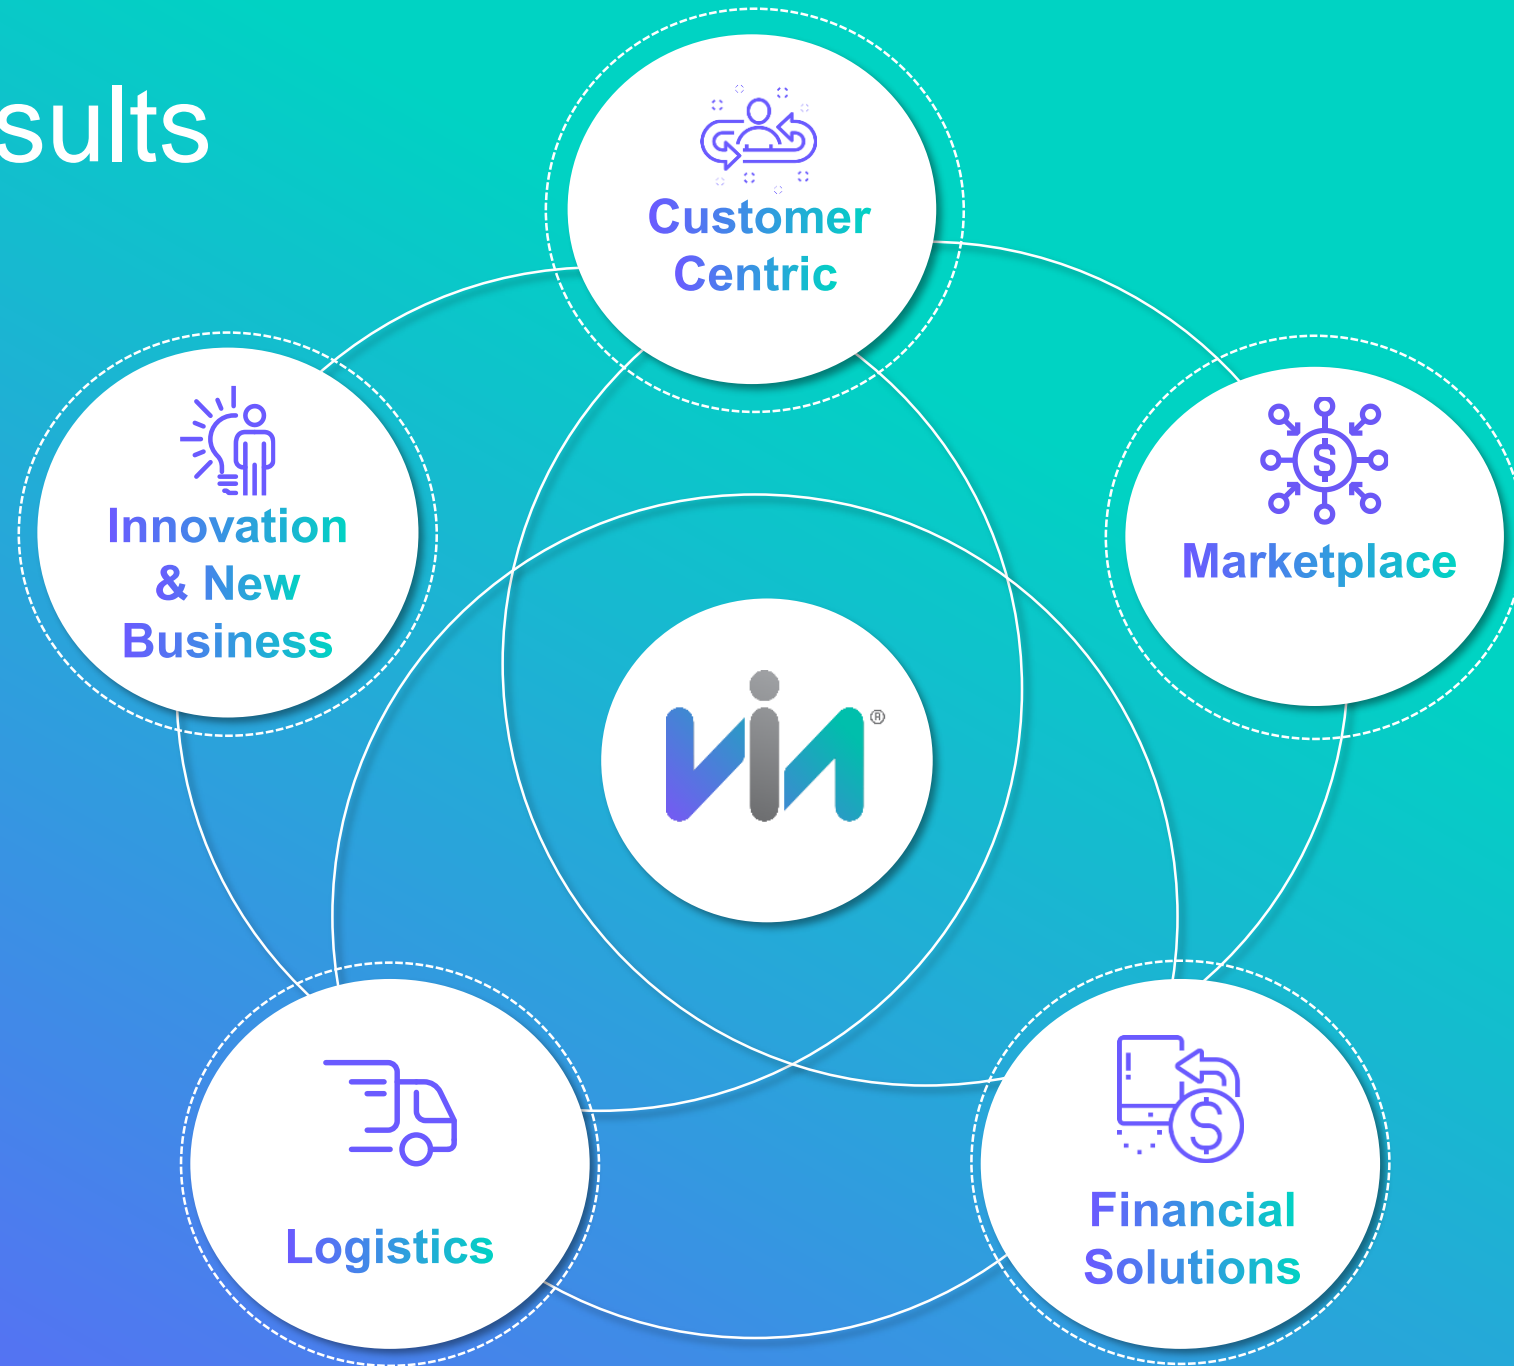 sults
Customer
Centric
Innovation
& New
Business
Marketplace
via®
Logistics
Financial
Solutions